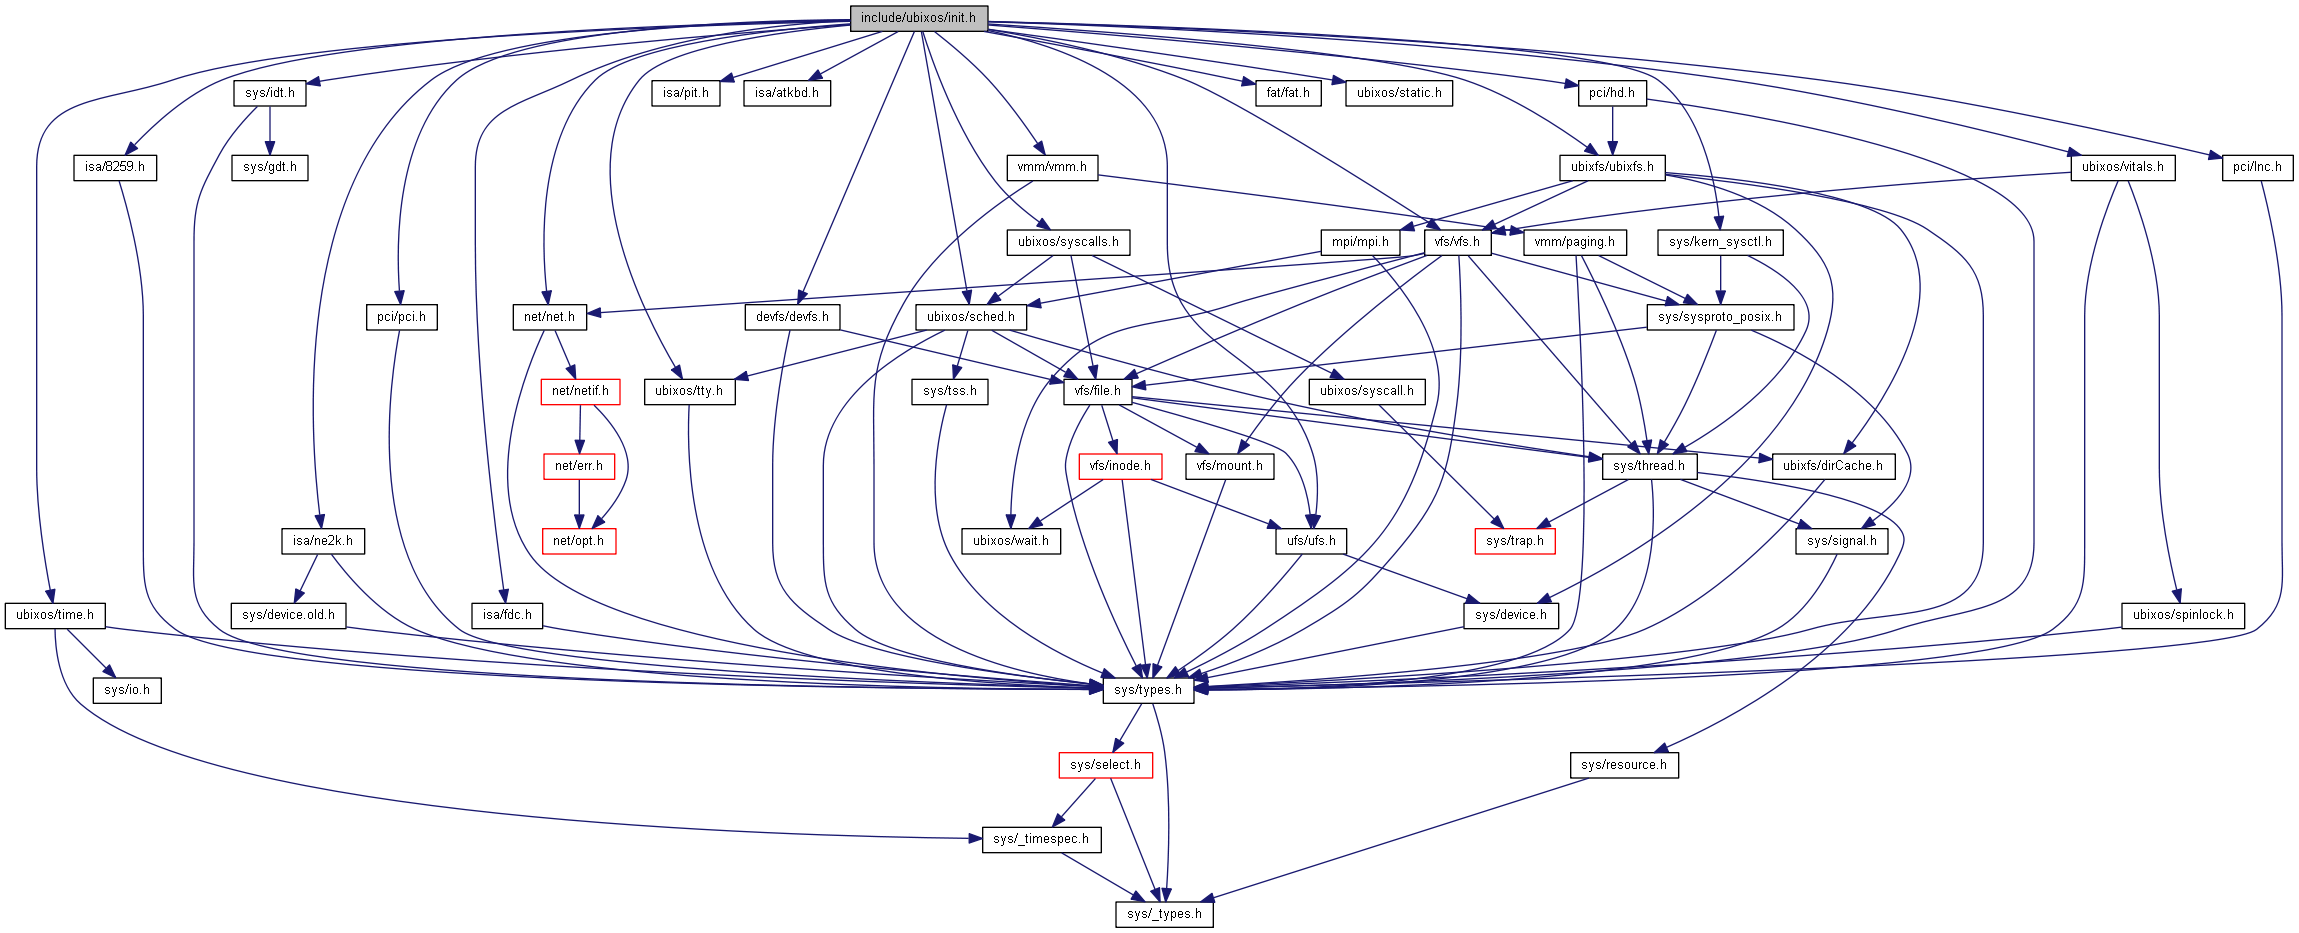 include/ubixos/init.h
sys/idt.h
isa/pit.h
isa/atkbd.h
fat/fat.h
ubixos/static.h
pci/hd.h
isa/8259.h
sys/gdt.h
vmm/vmm.h
ubixfs/ubixfs.h
ubixos/vitals.h
pci/lnc.h
ubixos/syscalls.h
mpi/mpi.h
vfs/vfs.h
vmm/paging.h
sys/kern_sysctl.h
pci/pci.h
net/net.h
devfs/devfs.h
ubixos/sched.h
sys/sysproto_posix.h
net/netif.h
ubixos/tty.h
sys/tss.h
vfs/file.h
ubixos/syscall.h
net/err.h
vfs/inode.h
vfs/mount.h
sys/thread.h
ubixfs/dirCache.h
isa/ne2k.h
net/opt.h
ubixos/wait.h
ufs/ufs.h
sys/trap.h
sys/signal.h
ubixos/time.h
sys/device.old.h
isa/fdc.h
sys/device.h
ubixos/spinlock.h
sys/io.h
sys/types.h
sys/select.h
sys/resource.h
sys/_timespec.h
sys/_types.h